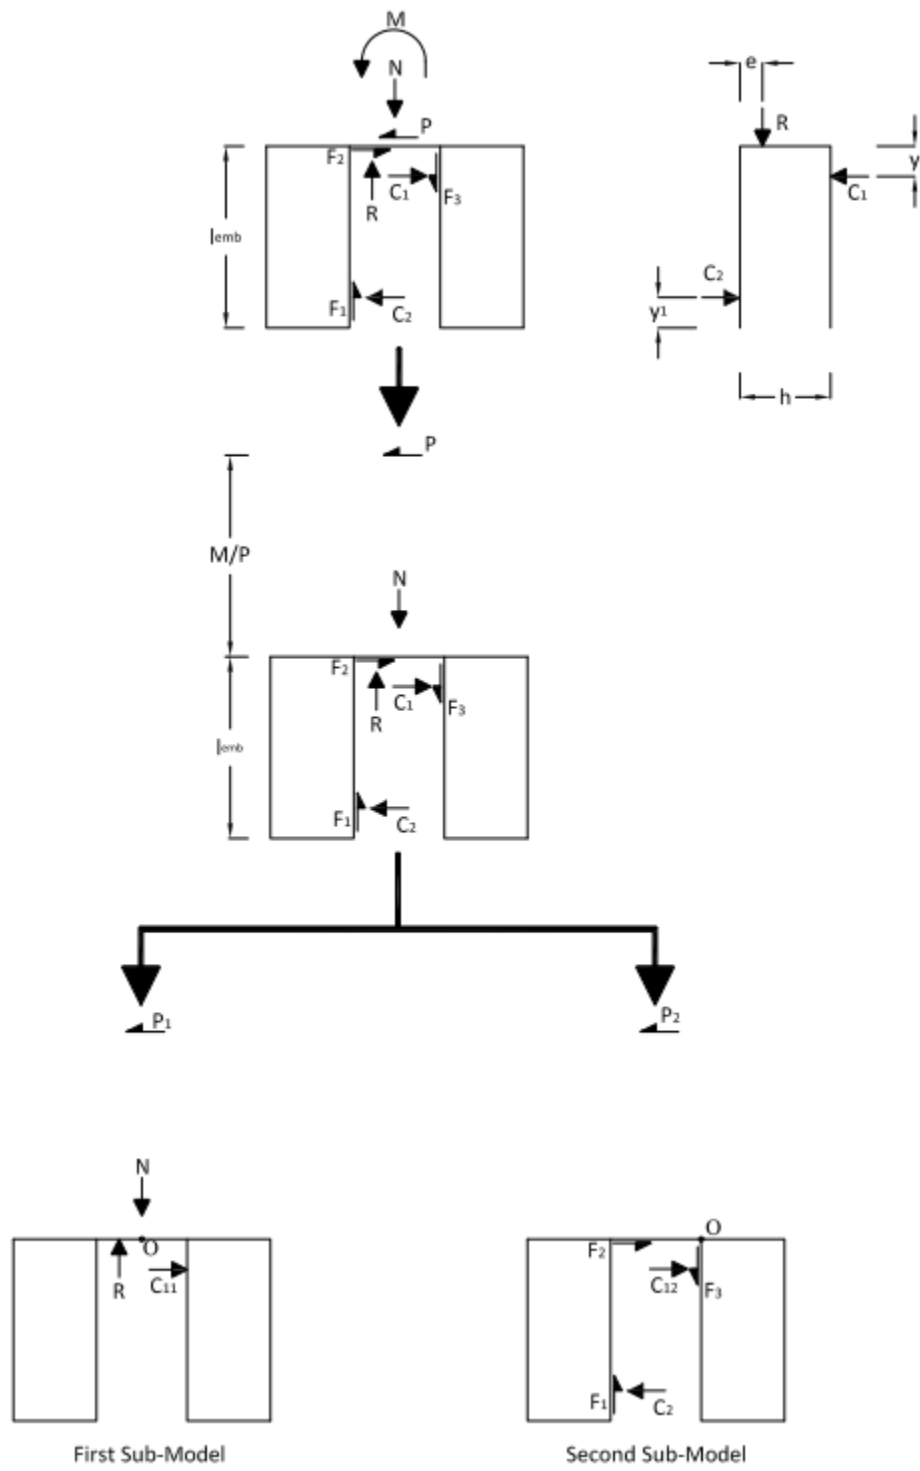 M
N
P
F2
R
C1
F3
lemb
F1
C2
e
R
y
C1
C2
y1
h
P
M/P
N
F2
R
C1
F3
lemb
F1
C2
P1
P2
N
O
R
C11
First Sub-Model
O
F2
C12
F3
F1
C2
Second Sub-Model